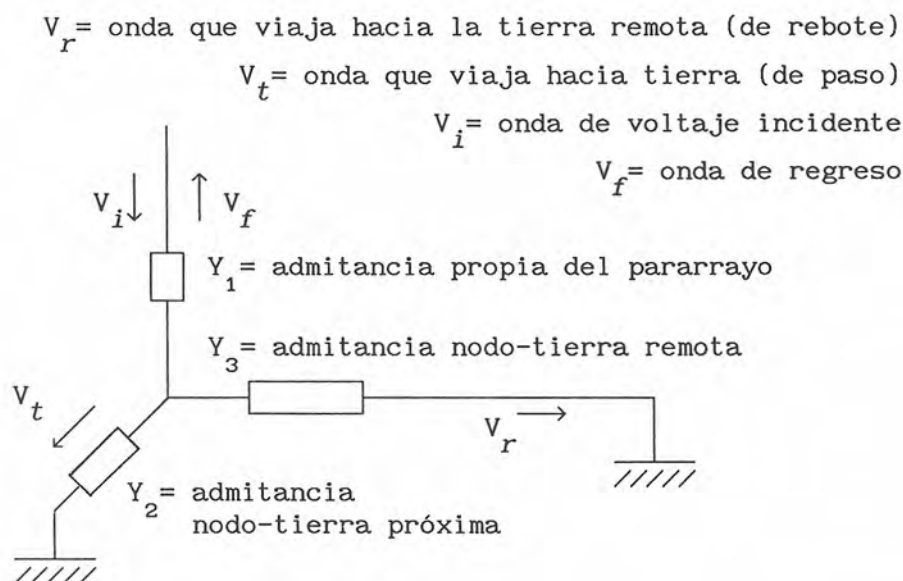 V_r= onda que viaja hacia la tierra remota (de rebote)
V_t= onda que viaja hacia tierra (de paso)
V_i= onda de voltaje incidente
V_f= onda de regreso
V_i
V_f
Y_1= admitancia propia del pararrayo
Y_3= admitancia nodo-tierra remota
V_t
V_r
Y_2= admitancia
nodo-tierra próxima